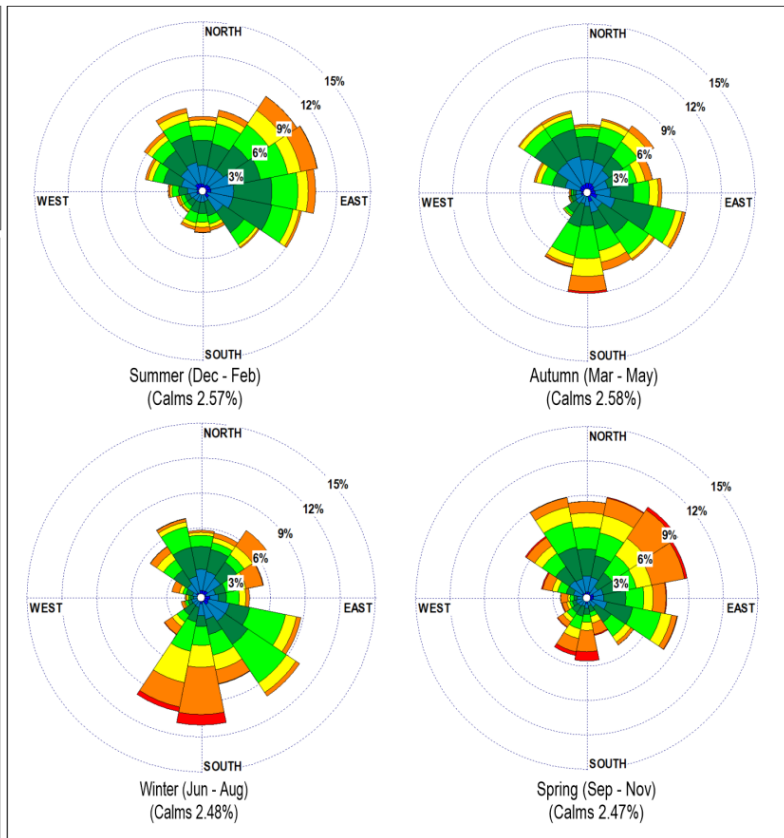 NORTH
15%
12%
9%
6%
3%
WEST
EAST
SOUTH
Summer (Dec - Feb)
(Calms 2.57%)
NORTH
15%
12%
9%
6%
3%
WEST
EAST
SOUTH
Autumn (Mar - May)
(Calms 2.58%)
NORTH
15%
12%
9%
6%
3%
WEST
EAST
SOUTH
Winter (Jun - Aug)
(Calms 2.48%)
NORTH
15%
12%
9%
6%
3%
WEST
EAST
SOUTH
Spring (Sep - Nov)
(Calms 2.47%)